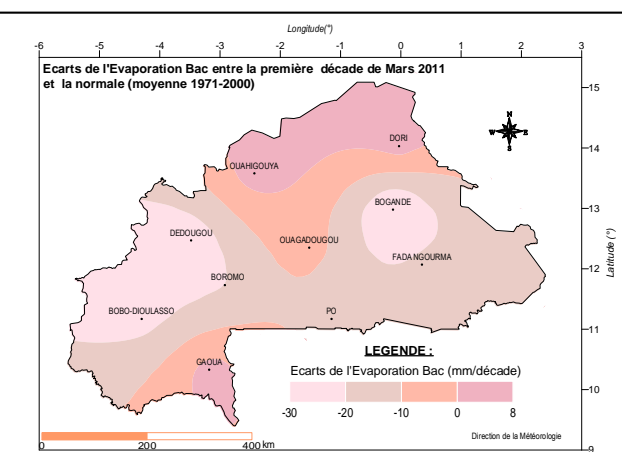 Longitude(°)
-6 -5 -4 -3 -2 -1 0 1 2 3
Ecarts de l'Evaporation Bac entre la première décade de Mars 2011
et la normale (moyenne 1971-2000)
-15
N
W E
S
DORI
-14
OUAHIGOUYA
BOGANDE
-13
DEDOUGOU
OUAGADOUGOU
Latitude (°)
FADANGOURMA
-12
BOROMO
BOBO-DIOULASSO
PO
-11
LEGENDE :
GAOUA
Ecarts de l'Evaporation Bac (mm/décade)
-10
-30 -20 -10 0 8
Direction de la Météorologie
0 200 400 km
-9